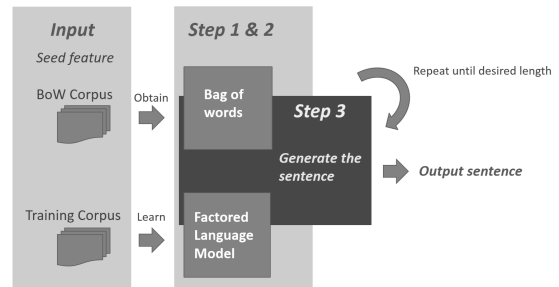 Input
Seed feature
BoW Corpus
Obtain
Training Corpus
Learn
Step 1 & 2
Bag of
words
Factored
Language
Model
Step 3
Generate the
sentence
Repeat until desired length
Output sentence